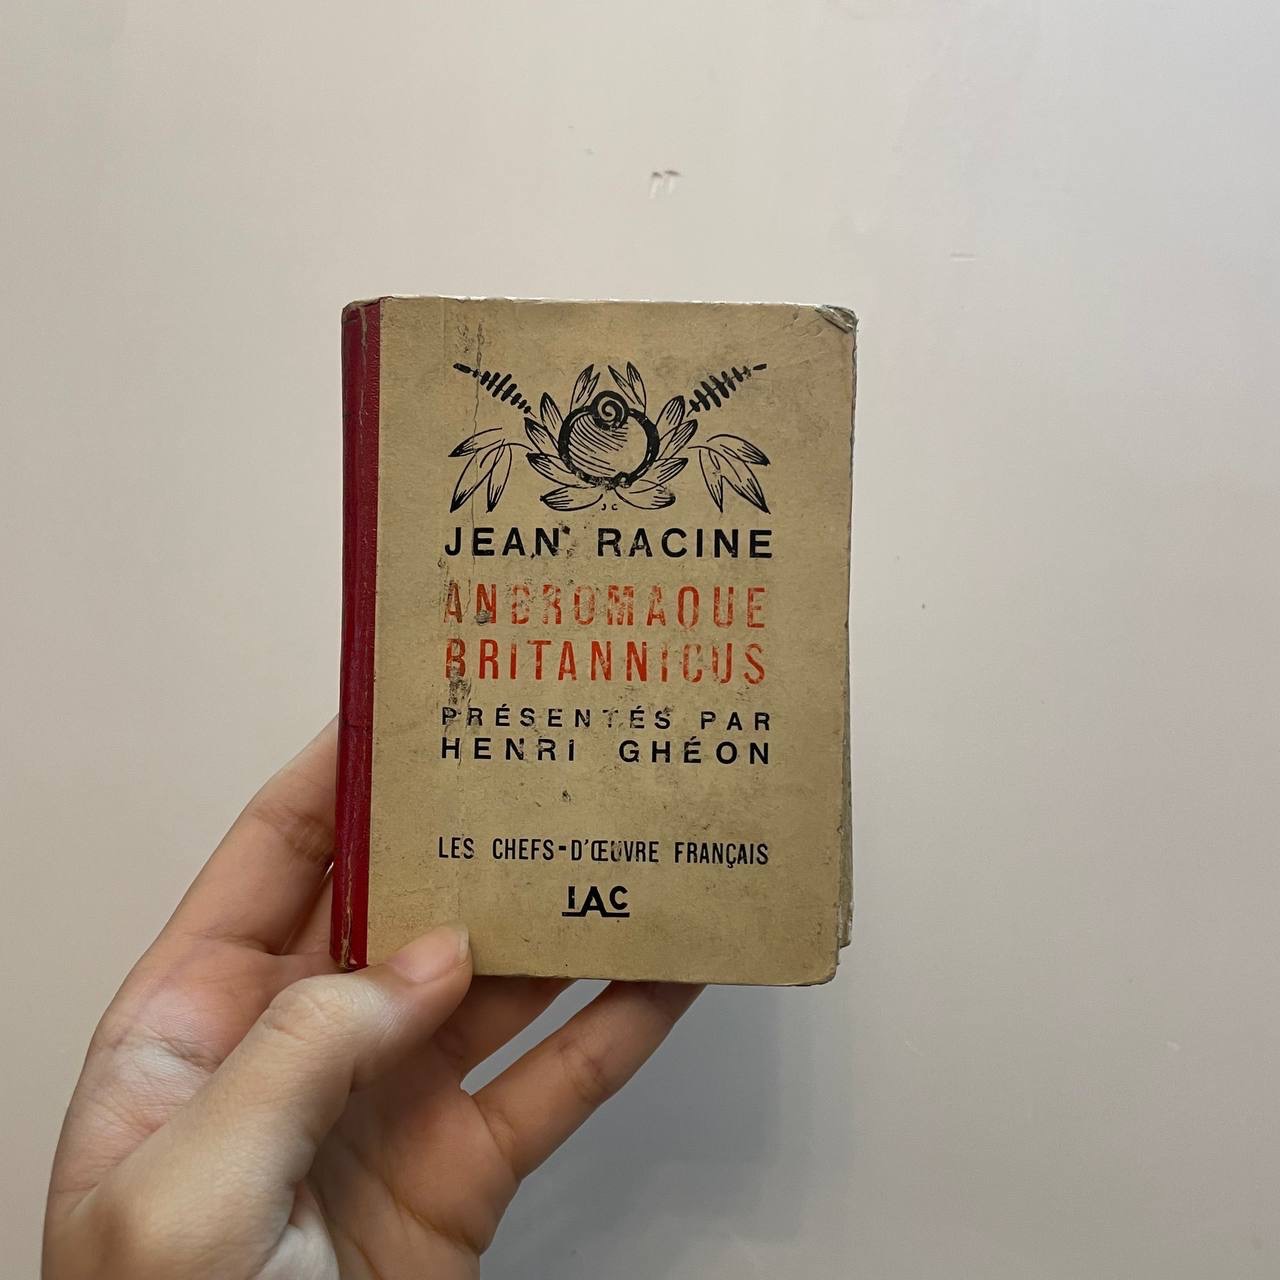 J C
JEAN RACINE
ANDROMAQUE
BRITANNICUS
PRÉSENTÉS PAR
HENRI GHÉON
LES CHEFS-D'ŒUVRE FRANÇAIS
IAC